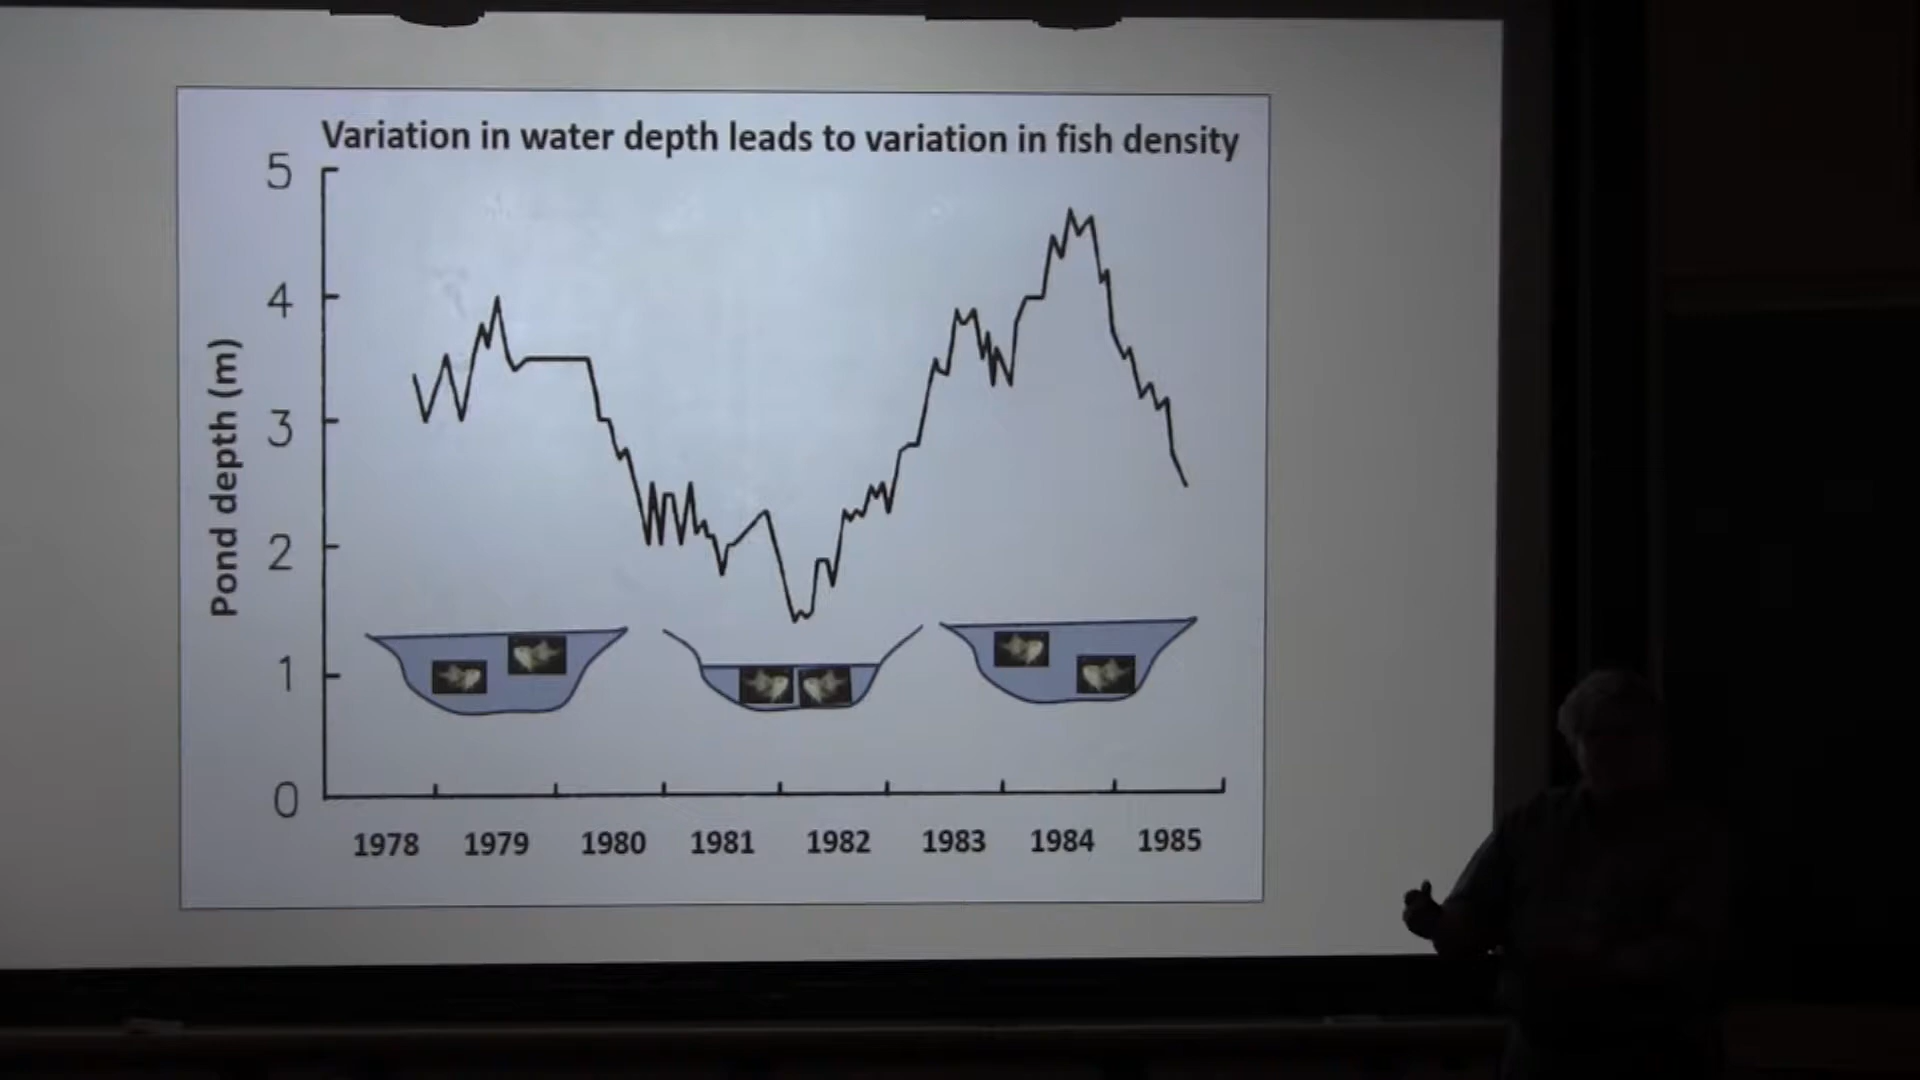 Variation in water depth leads to variation in fish density
5
4
3
2
1
0
Pond depth (m)
1978 1979 1980 1981 1982 1983 1984 1985